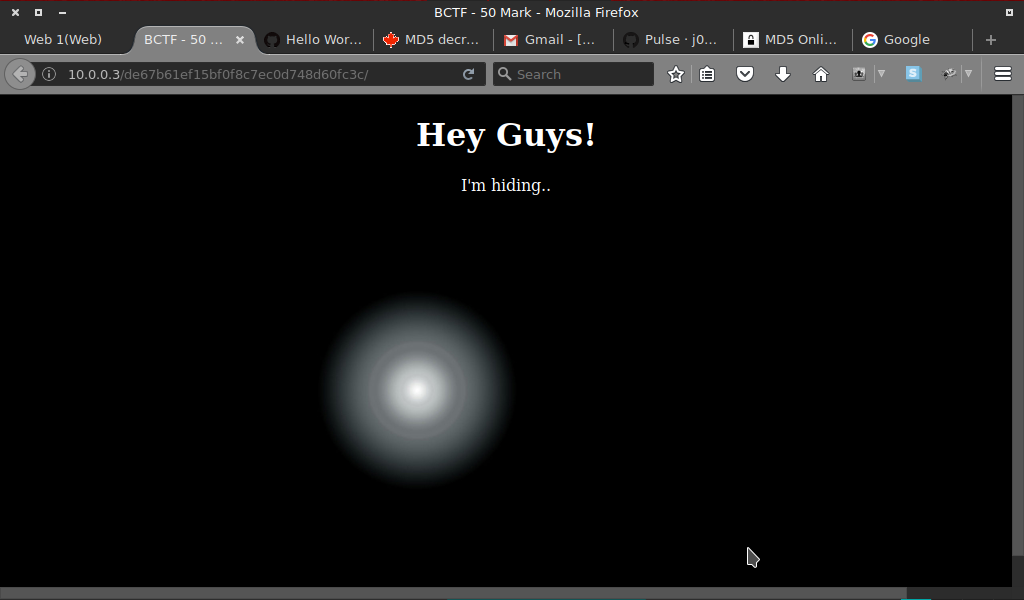 BCTF - 50 Mark - Mozilla Firefox
Web 1(Web)
BCTF - 50 ...
Hello Wor...
MD5 decr...
Gmail - [...
Pulse · j0...
MD5 Onli...
Google
10.0.0.3/de67b61ef15bf0f8c7ec0d748d60fc3c/
Search
S
Hey Guys!
I'm hiding..